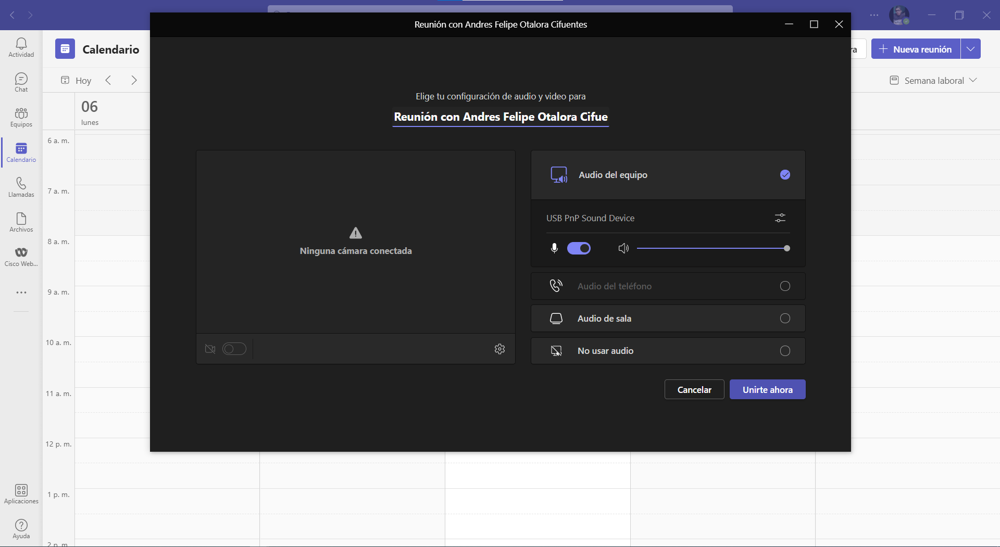 Reunión con Andres Felipe Otalora Cifuentes
Actividad
Chat
Equipos
Calendario
Llamadas
Archivos
Cisco Web...
Aplicaciones
Ayuda
Calendario
Nueva reunión
Hoy
Semana laboral
06
lunes
6 a. m.
7 a. m.
8 a. m.
9 a. m.
10 a. m.
11 a. m.
12 p. m.
1 p. m.
2 p. m.
Elige tu configuración de audio y video para
Reunión con Andres Felipe Otalora Cifue
Ninguna cámara conectada
Audio del equipo
USB PnP Sound Device
Audio del teléfono
Audio de sala
No usar audio
Cancelar
Unirte ahora